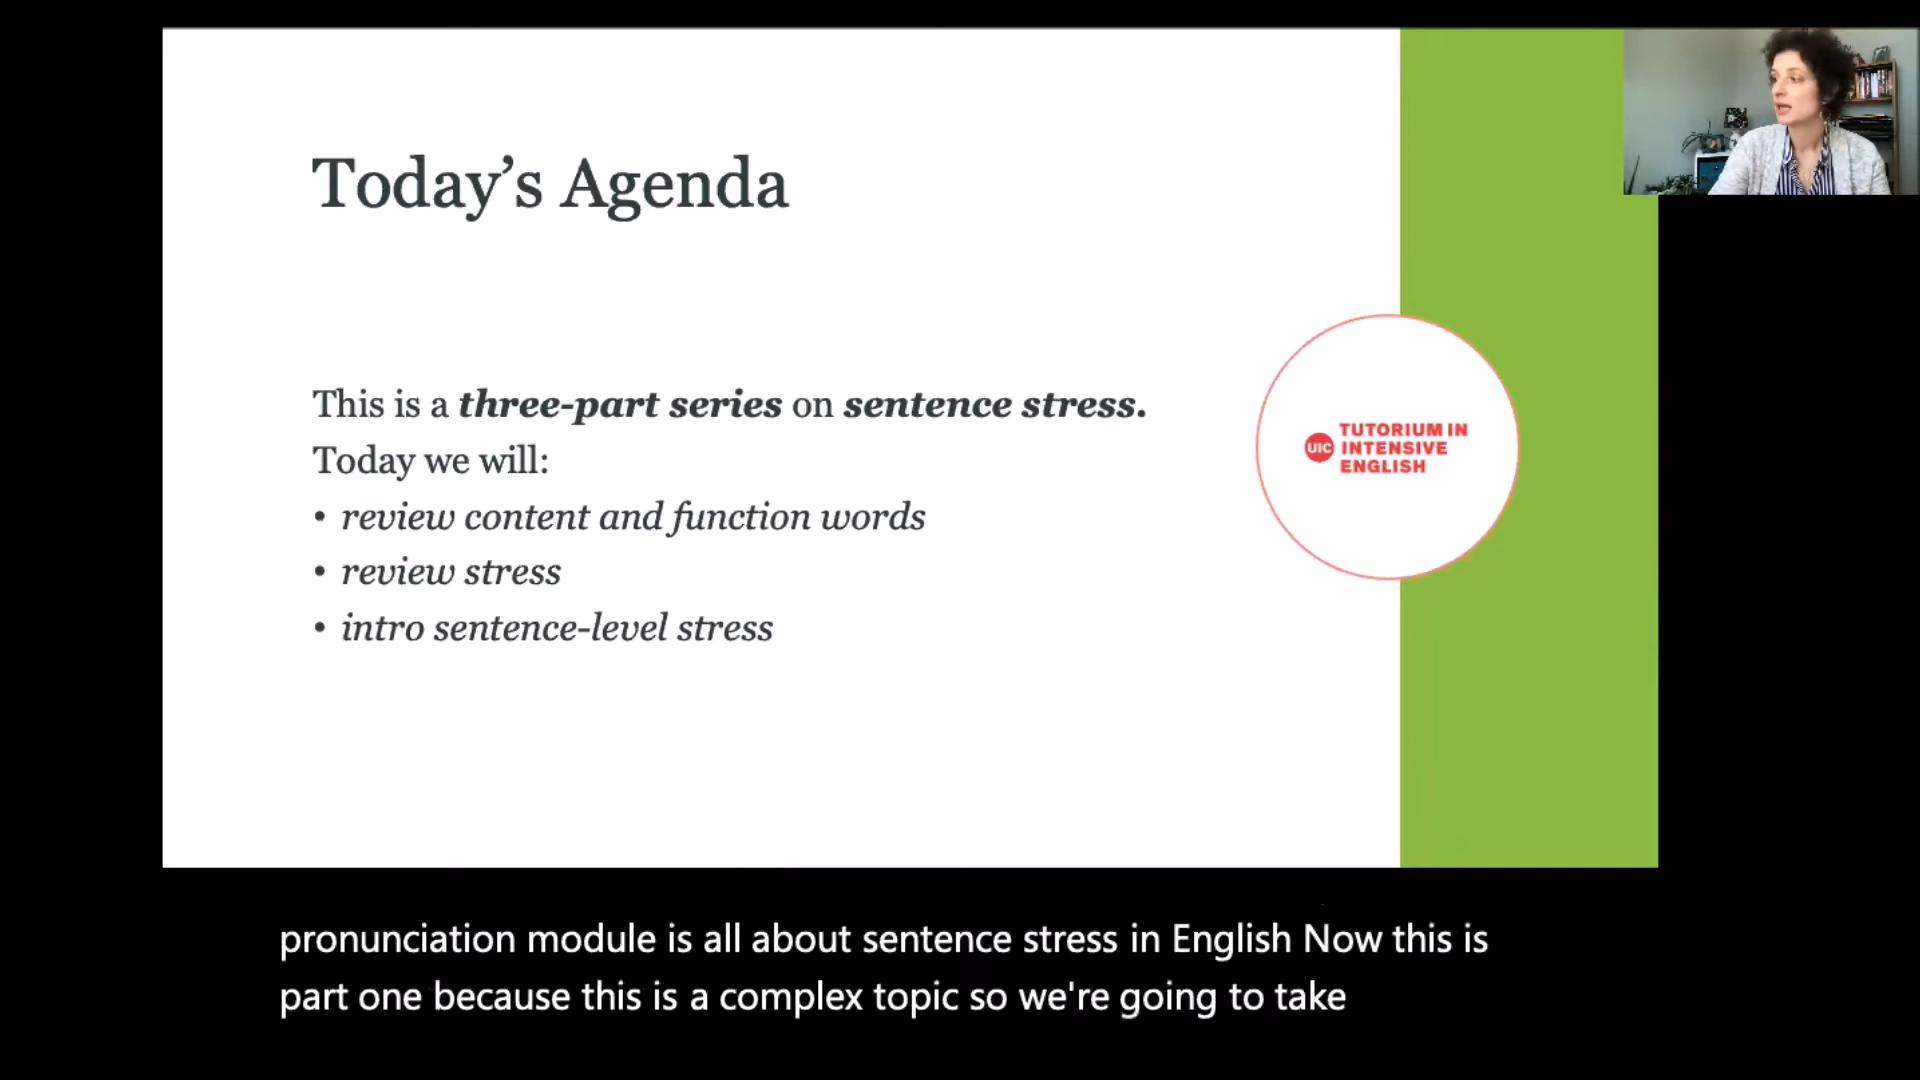 Today’s Agenda
This is a three-part series on sentence stress.
Today we will:
• review content and function words
• review stress
• intro sentence-level stress
UIC
TUTORIUM IN
INTENSIVE
ENGLISH
pronunciation module is all about sentence stress in English Now this is
part one because this is a complex topic so we're going to take